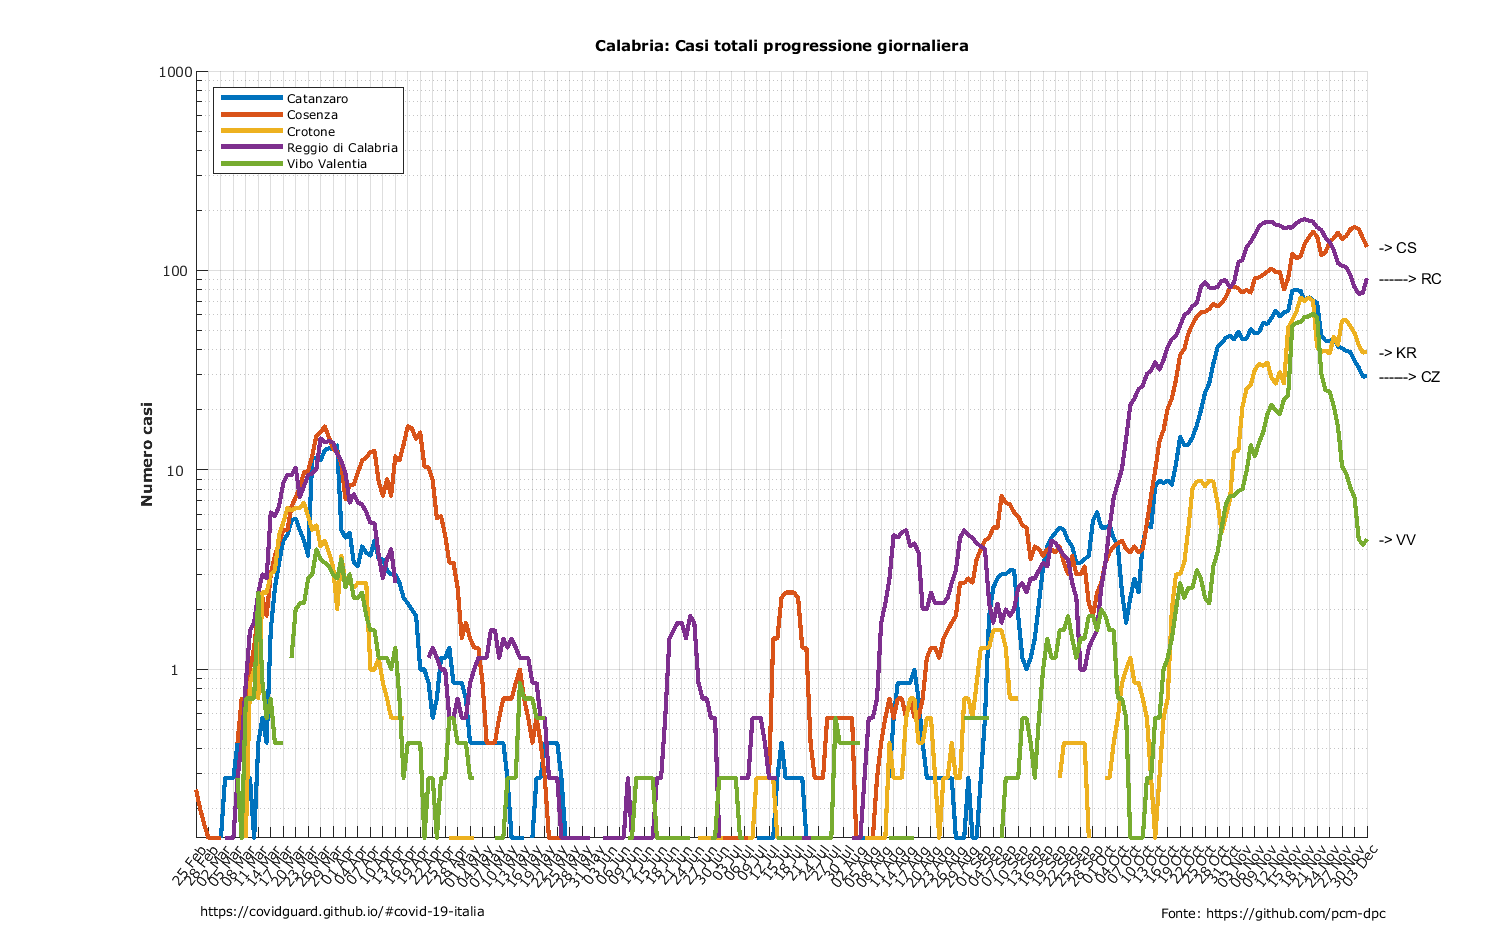 Calabria: Casi totali progressione giornaliera
1000
100
10
1
Numero casi
Catanzaro
Cosenza
Crotone
Reggio di Calabria
Vibo Valentia
-> CS
------> RC
-> KR
------> CZ
-> VV
25 Feb
28 Feb
02 Mar
05 Mar
08 Mar
11 Mar
14 Mar
17 Mar
20 Mar
23 Mar
26 Mar
29 Mar
01 Apr
04 Apr
07 Apr
10 Apr
13 Apr
16 Apr
19 Apr
22 Apr
25 Apr
28 Apr
01 May
04 May
07 May
10 May
13 May
16 May
19 May
22 May
25 May
28 May
31 May
03 Jun
06 Jun
09 Jun
12 Jun
15 Jun
18 Jun
21 Jun
24 Jun
27 Jun
30 Jun
03 Jul
06 Jul
09 Jul
12 Jul
15 Jul
18 Jul
21 Jul
24 Jul
27 Jul
30 Jul
02 Aug
05 Aug
08 Aug
11 Aug
14 Aug
17 Aug
20 Aug
23 Aug
26 Aug
29 Aug
01 Sep
04 Sep
07 Sep
10 Sep
13 Sep
16 Sep
19 Sep
22 Sep
25 Sep
28 Sep
01 Oct
04 Oct
07 Oct
10 Oct
13 Oct
16 Oct
19 Oct
22 Oct
25 Oct
28 Oct
31 Oct
03 Nov
06 Nov
09 Nov
12 Nov
15 Nov
18 Nov
21 Nov
24 Nov
27 Nov
30 Nov
03 Dec
https://covidguard.github.io/#covid-19-italia
Fonte: https://github.com/pcm-dpc